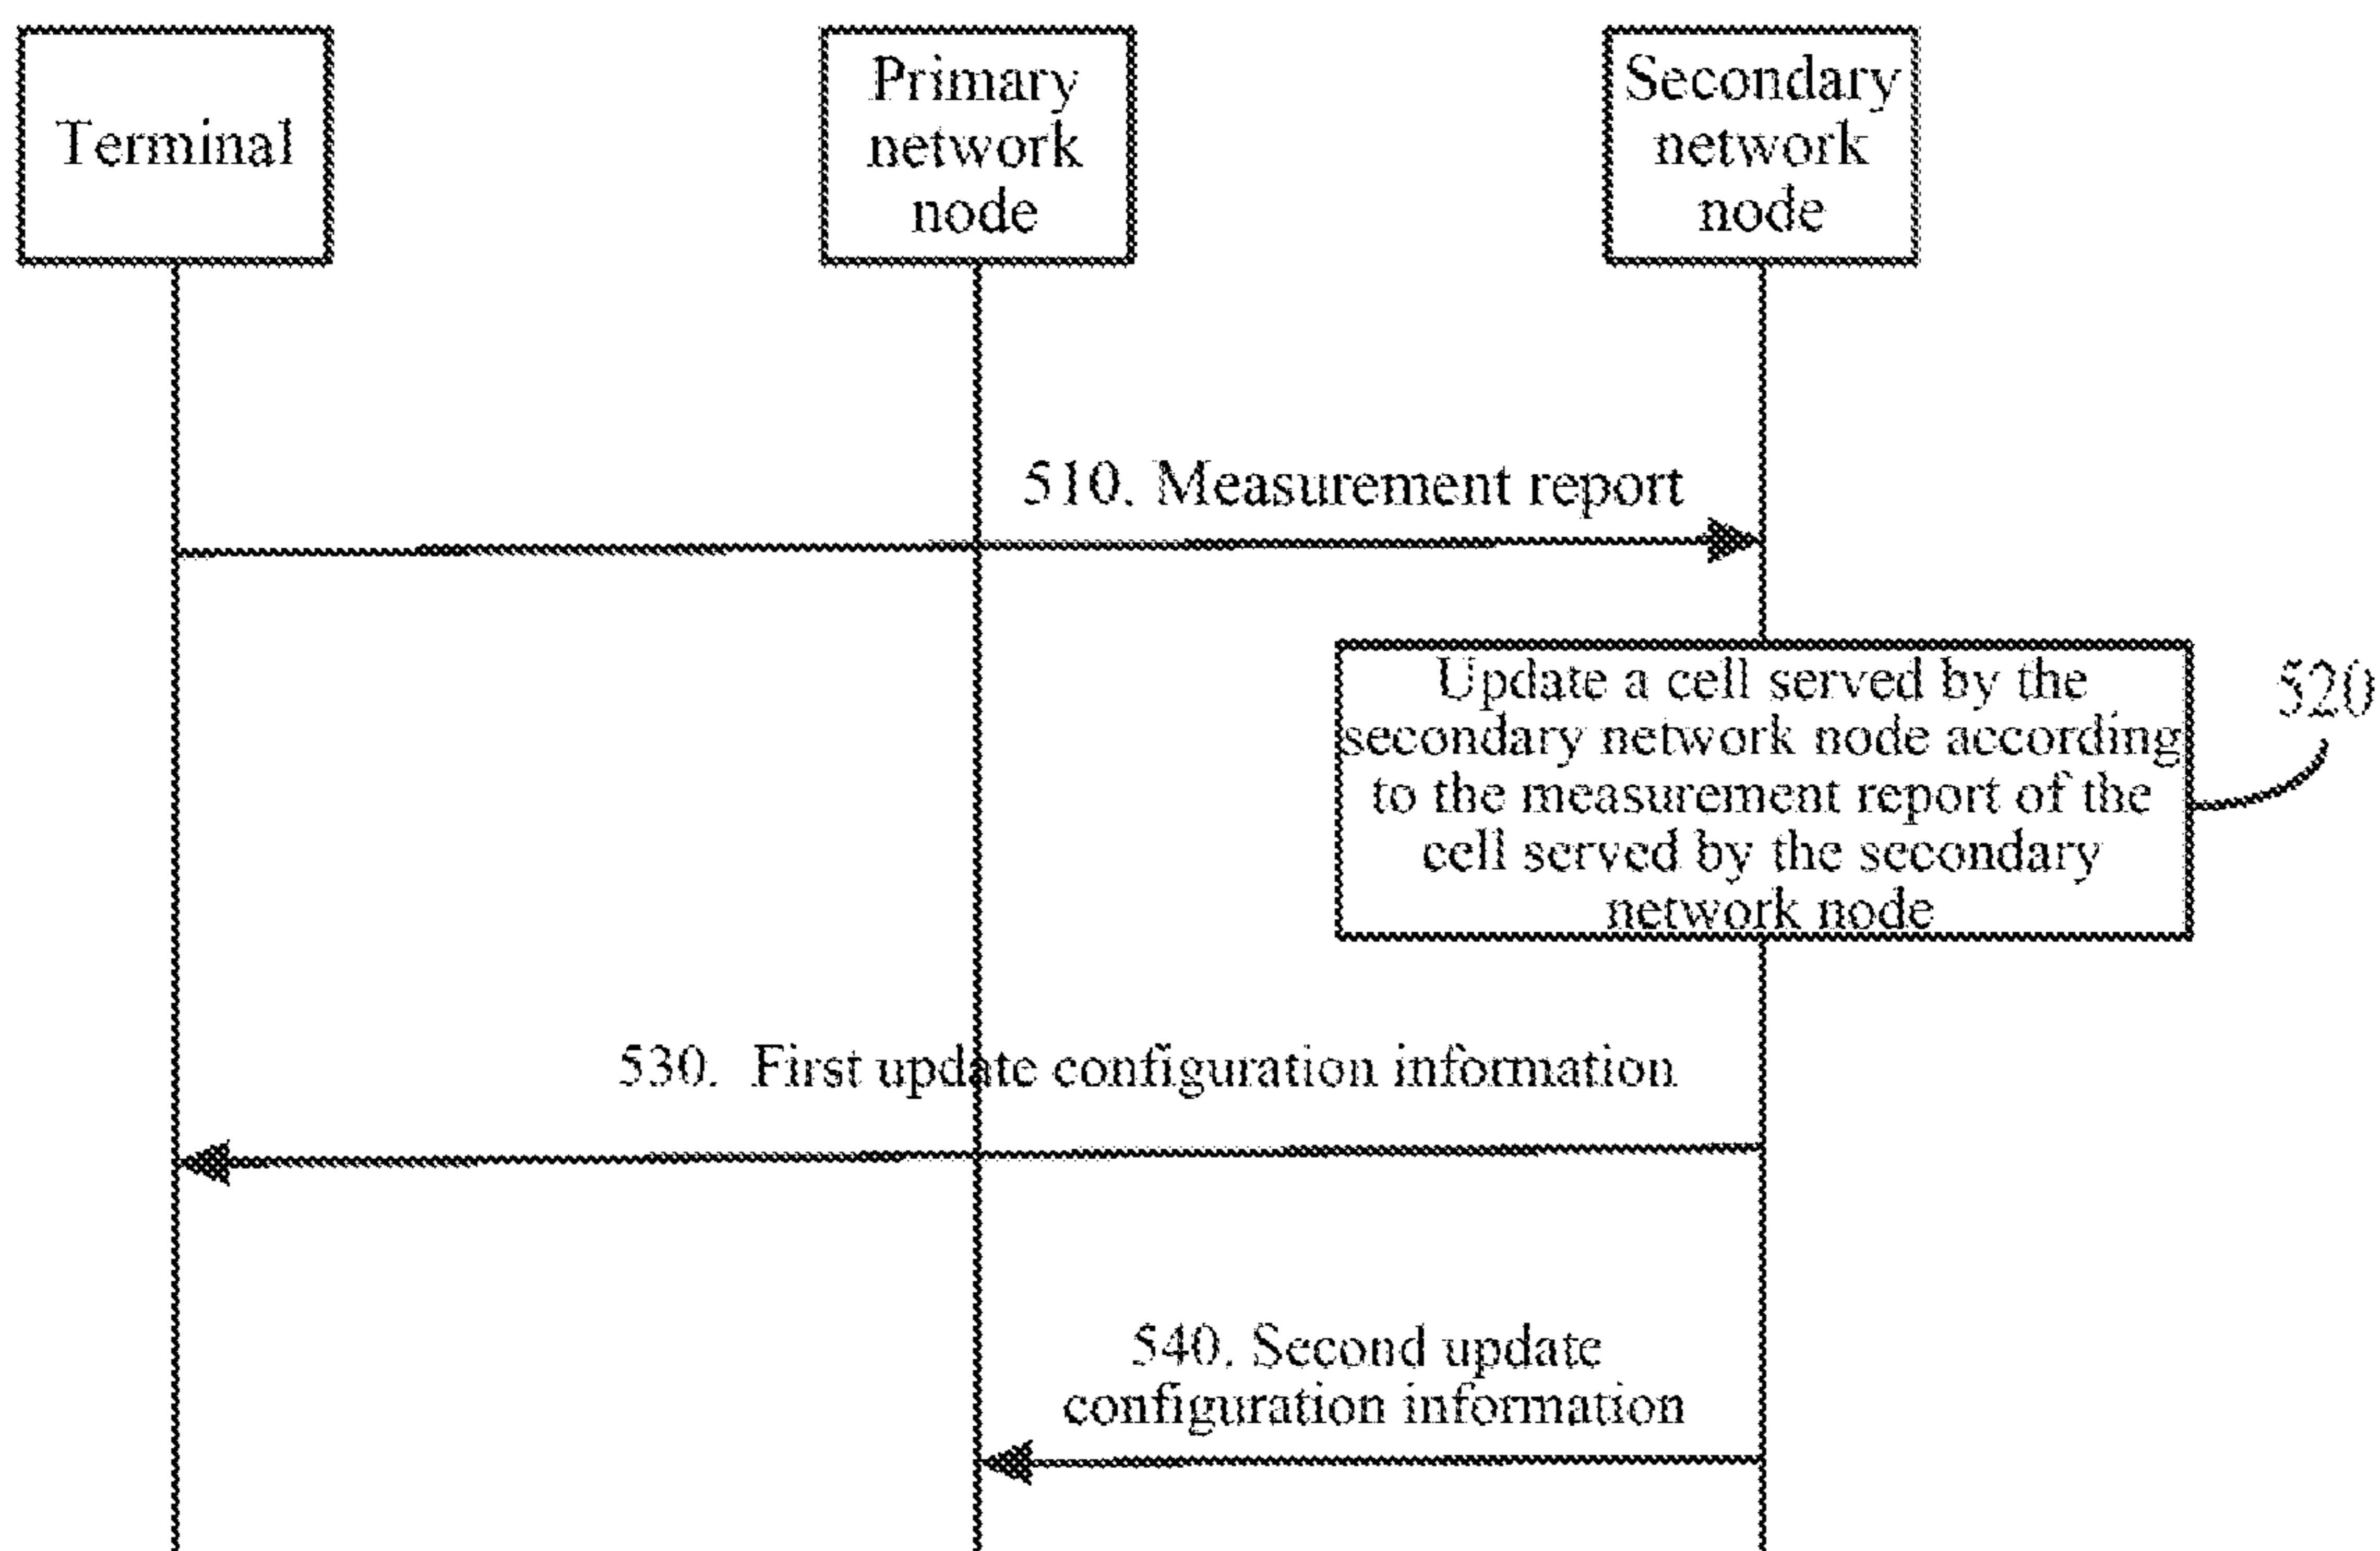 Terminal
Primary
network
node
Secondary
network
node
510. Measurement report
Update a cell served by the
secondary network node according
to the measurement report of the
cell served by the secondary
network node
520
530. First update configuration information
540. Second update
configuration information